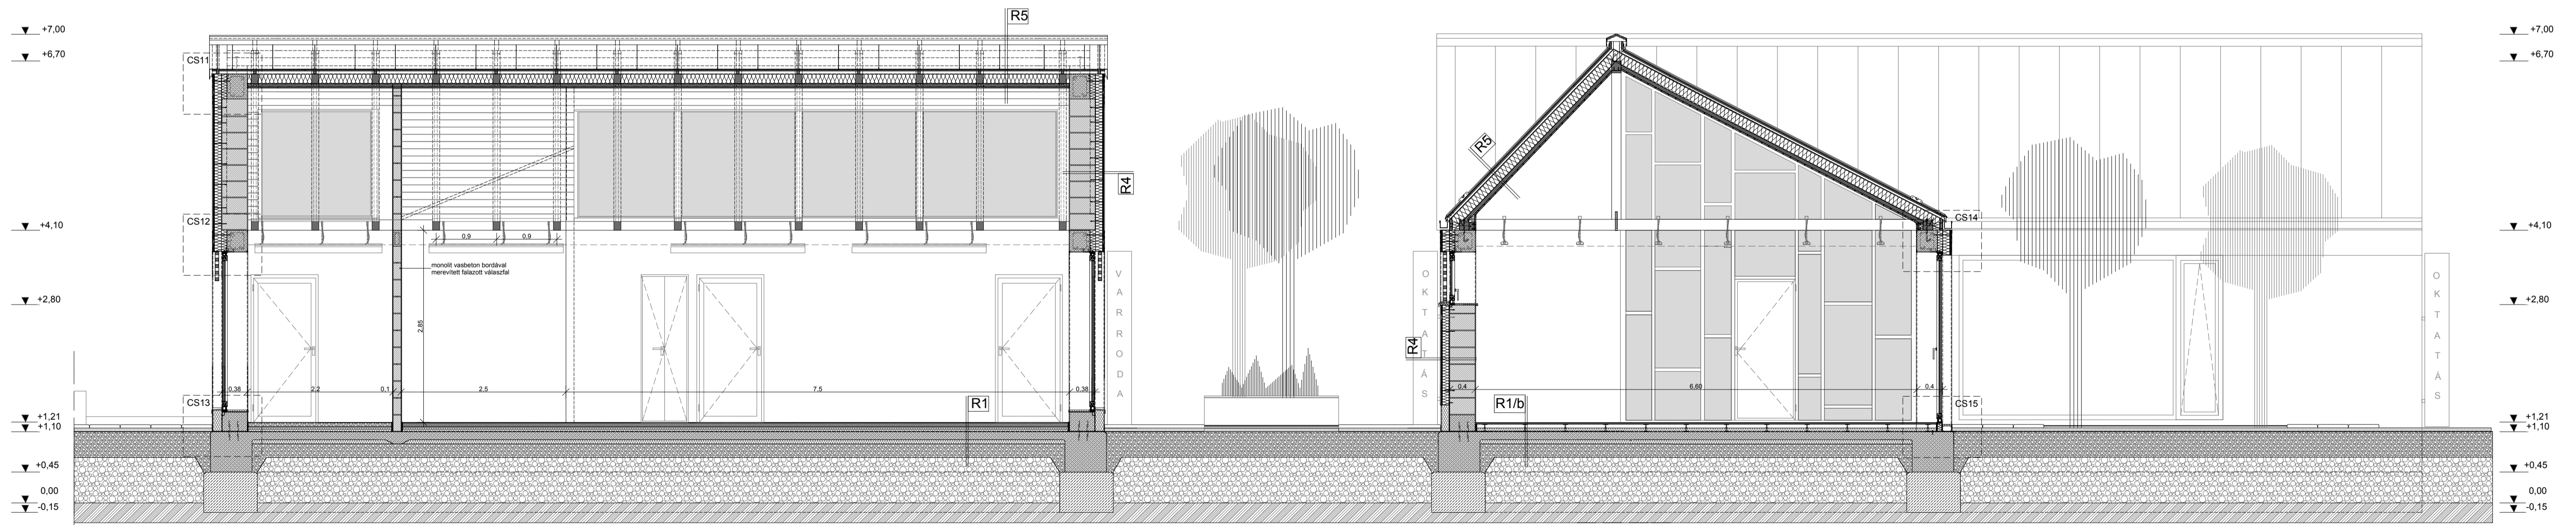 R5
+7,00
+6,70
CS11
R4
CS12
+4,10
0,9
0,9
monolit vasbeton bordával
merevített falazott válaszfal
+2,80
2,85
0,38
2,2
0,1
2,5
7,5
0,38
CS13
R1
+1,21
+1,10
+0,45
0,00
-0,15
VARRODA
OKTATÁS
R5
R4
CS14
0,4
6,60
0,4
R1/b
CS15
OKTATÁS
+7,00
+6,70
+4,10
+2,80
+1,21
+1,10
+0,45
0,00
-0,15